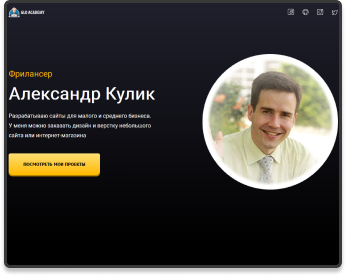 GLO ACADEMY
Фрилансер
Александр Кулик
Разрабатываю сайты для малого и среднего бизнеса.
У меня можно заказать дизайн и верстку небольшого
сайта или интернет-магазина
ПОСМОТРЕТЬ МОИ ПРОЕКТЫ